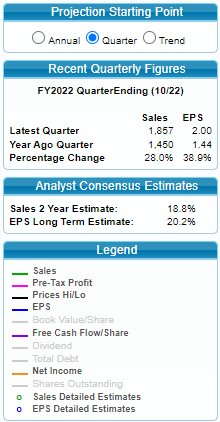 Projection Starting Point
Annual Quarter Trend
Recent Quarterly Figures
FY2022 QuarterEnding (10/22)
Sales EPS
Latest Quarter 1,857 2.00
Year Ago Quarter 1,450 1.44
Percentage Change 28.0% 38.9%
Analyst Consensus Estimates
Sales 2 Year Estimate: 18.8%
EPS Long Term Estimate: 20.2%
Legend
Sales
Pre-Tax Profit
Prices Hi/Lo
EPS
Book Value/Share
Free Cash Flow/Share
Dividend
Total Debt
Net Income
Shares Outstanding
Sales Detailed Estimates
EPS Detailed Estimates